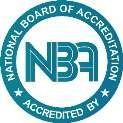 NATIONAL BOARD OF ACCREDITATION
NBA
ACCREDITED BY